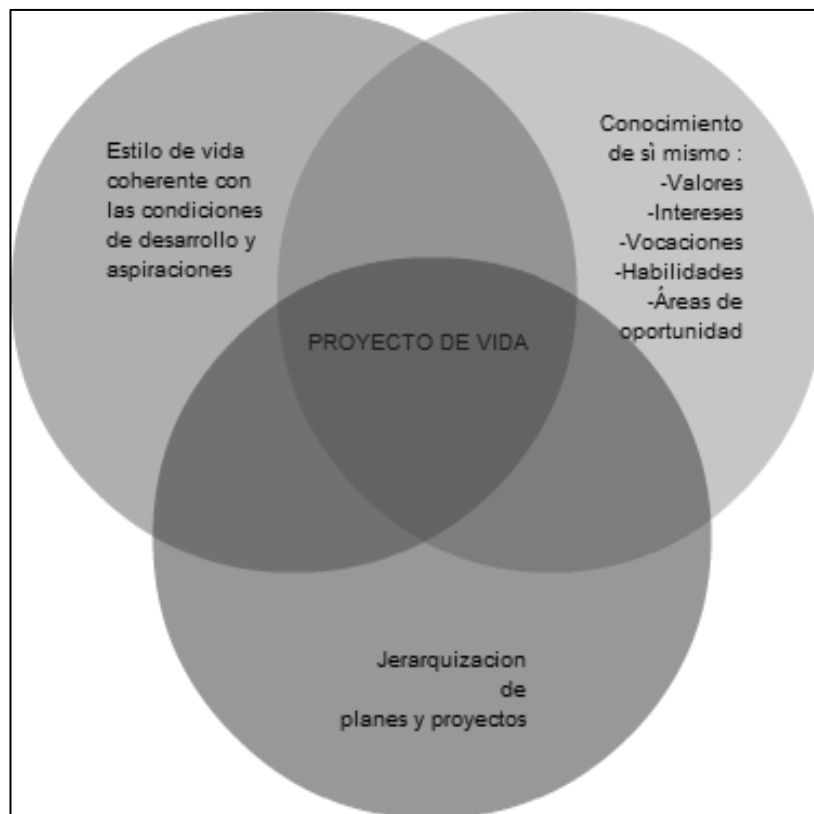 Estilo de vida
coherente con
las condiciones
de desarrollo y
aspiraciones
Conocimiento
de sì mismo :
-Valores
-Intereses
-Vocaciones
-Habilidades
-Áreas de
oportunidad
PROYECTO DE VIDA
Jerarquizacion
de
planes y proyectos